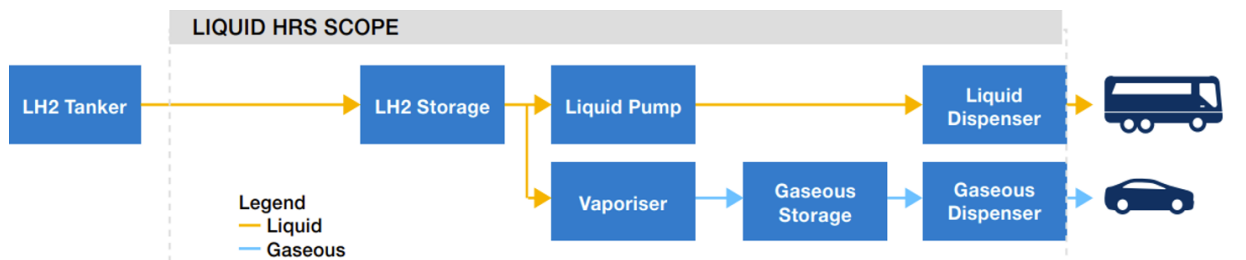 LIQUID HRS SCOPE
LH2 Tanker
LH2 Storage
Liquid Pump
Liquid
Dispenser
Vaporiser
Gaseous
Storage
Gaseous
Dispenser
Legend
Liquid
Gaseous